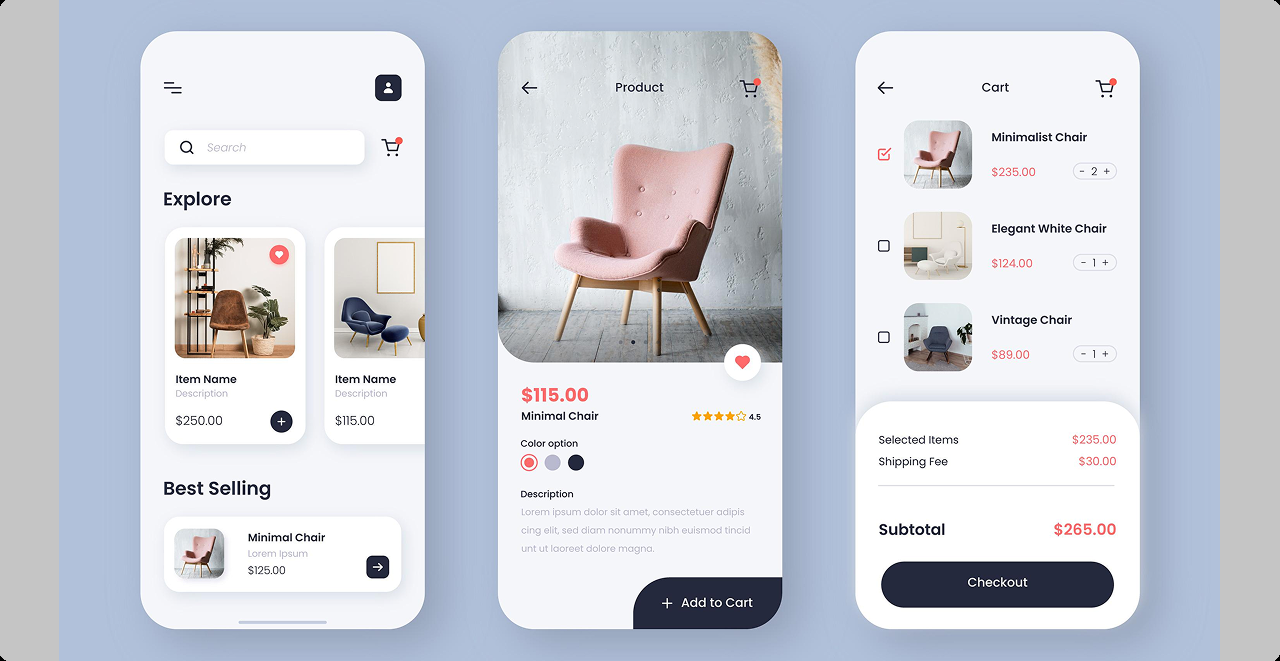 Search
Explore
Item Name
Description
$250.00
+
Item Name
Description
$115.00
Best Selling
Minimal Chair
Lorem Ipsum
$125.00
Product
$115.00
Minimal Chair
4.5
Color option
Description
Lorem ipsum dolor sit amet, consectetuer adipis
cing elit, sed diam nonummy nibh euismod tincid
unt ut laoreet dolore magna.
+ Add to Cart
Cart
Minimalist Chair
$235.00
- 2 +
Elegant White Chair
$124.00
- 1 +
Vintage Chair
$89.00
- 1 +
Selected Items $235.00
Shipping Fee $30.00
Subtotal $265.00
Checkout